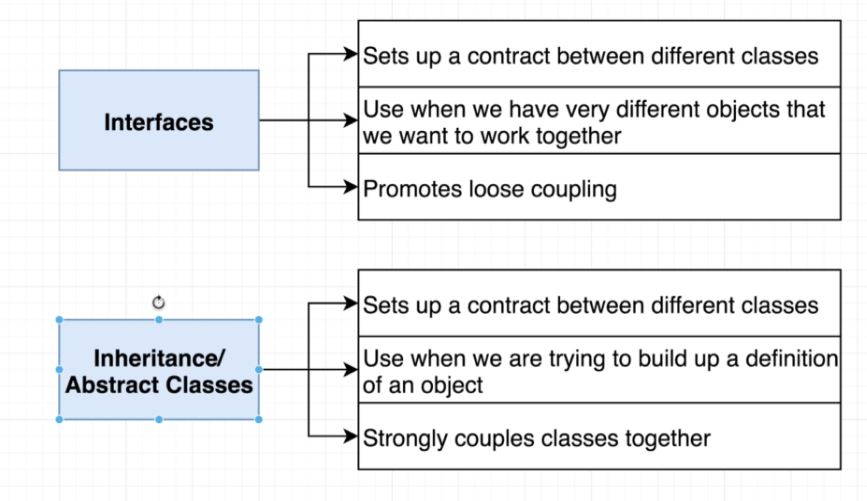 Interfaces
Sets up a contract between different classes
Use when we have very different objects that
we want to work together
Promotes loose coupling
Inheritance/
Abstract Classes
Sets up a contract between different classes
Use when we are trying to build up a definition
of an object
Strongly couples classes together